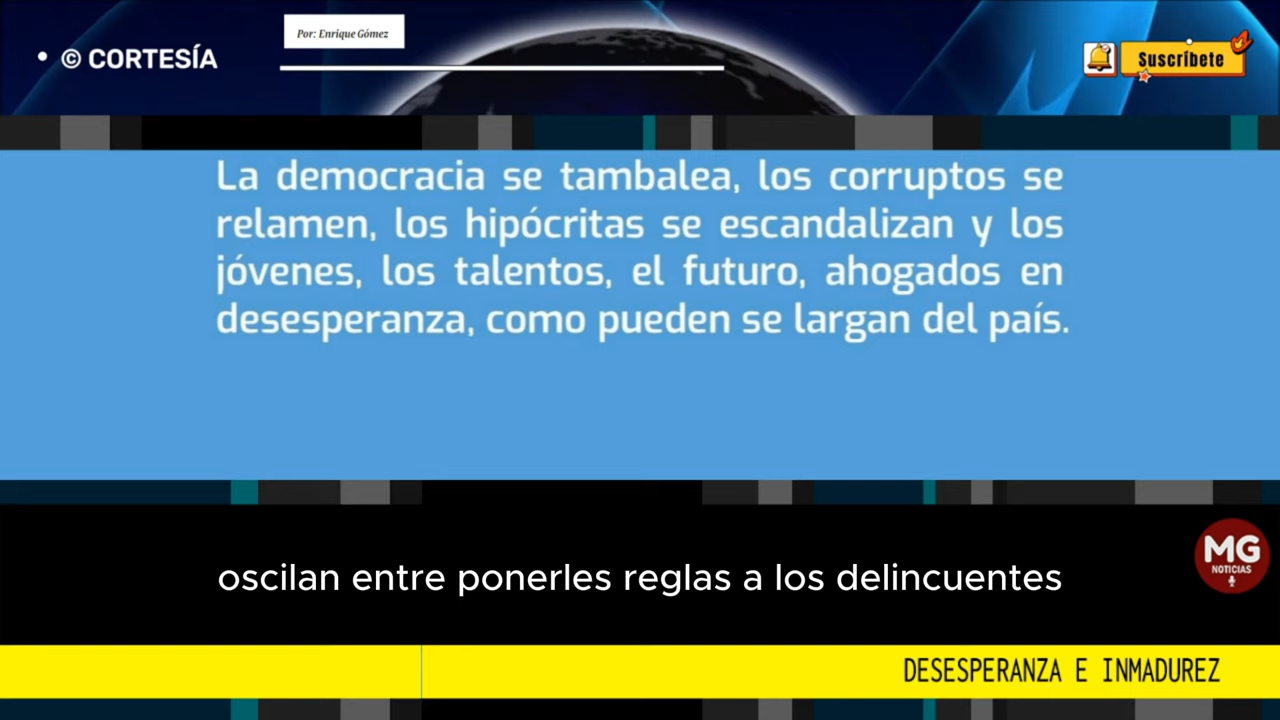 Por: Enrique Gómez
• © CORTESÍA
Suscríbete
La democracia se tambalea, los corruptos se
relamen, los hipócritas se escandalizan y los
jóvenes, los talentos, el futuro, ahogados en
desesperanza, como pueden se largan del país.
oscilan entre ponerles reglas a los delincuentes
MG
NOTICIAS
DESESPERANZA E INMADUREZ